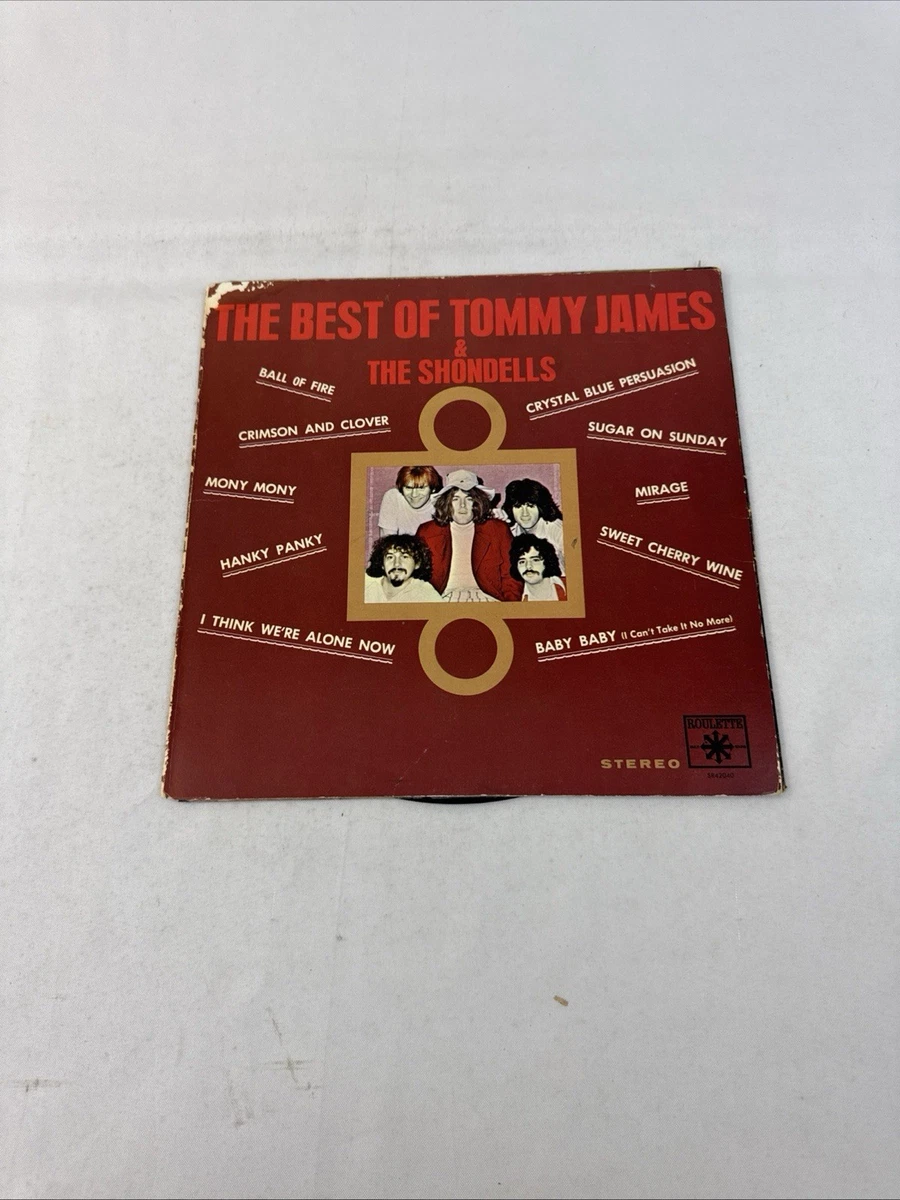 THE BEST OF TOMMY JAMES
&
THE SHONDELLS
BALL OF FIRE
CRIMSON AND CLOVER
MONY MONY
HANKY PANKY
I THINK WE'RE ALONE NOW
CRYSTAL BLUE PERSUASION
SUGAR ON SUNDAY
MIRAGE
SWEET CHERRY WINE
BABY BABY (I Can't Take It No More)
STEREO
ROULETTE